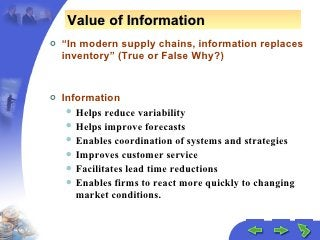 Value of Information
“In modern supply chains, information replaces
inventory” (True or False Why?)
Information
Helps reduce variability
Helps improve forecasts
Enables coordination of systems and strategies
Improves customer service
Facilitates lead time reductions
Enables firms to react more quickly to changing
market conditions.